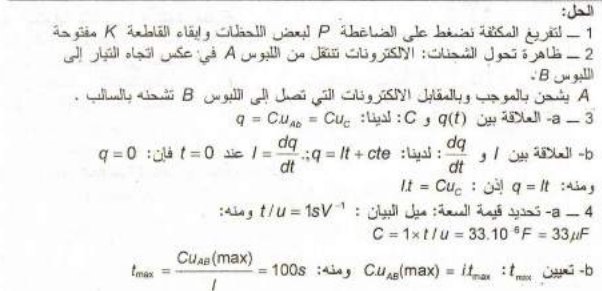 الحل:
1 – لتفريغ المكثفة نضغط على الضاغطة P لبعض اللحظات وإبقاء القاطعة K مفتوحة
2 – ظاهرة تحول الشحنات: الالكترونات تنتقل من اللبوس A في عكس اتجاه التيار إلى
اللبوس B.
A يشحن بالموجب وبالمقابل الالكترونات التي تصل إلى اللبوس B تشحنه بالسالب .
3 – a- العلاقة بين q(t) و C: لدينا: q = C.u_Ab = Cu_C
b- العلاقة بين I و dq/dt : لدينا: I = dq/dt .;q = It + cte عند t = 0 فإن: q = 0
ومنه: q = It إذن : I.t = Cu_C
4 – a- تحديد قيمة السعة: ميل البيان : t / u = 1sV⁻¹ ومنه:
C = 1×t / u = 33.10 ⁶F = 33μF
b- تعيين t_max : Cu_AB(max) = i.t_max ومنه: t_max = Cu_AB(max)/I = 100s